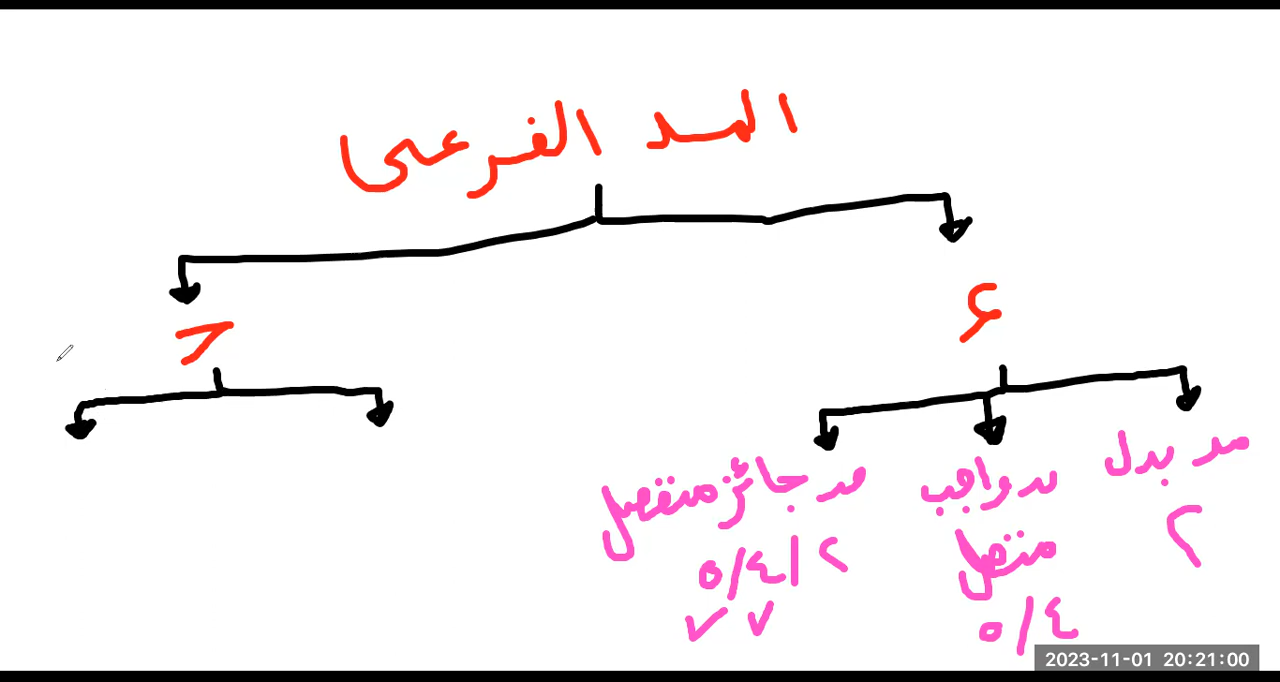 المد الفرعى
ء
مد بدل
٢
مد واجب
متصل
٤/٥
مد جائز منفصل
٢/٤/٥
✓ ✓
2023-11-01 20:21:00